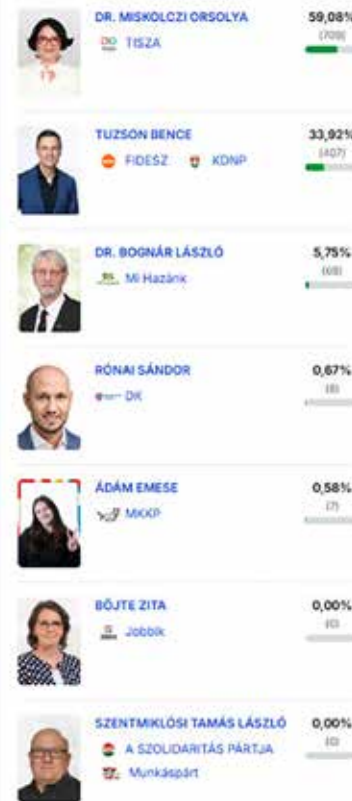 DR. MISKOLCZI ORSOLYA 59,08%
TISZA (709)
TUZSON BENCE 33,92%
FIDESZ KDNP (407)
DR. BOGNÁR LÁSZLÓ 5,75%
Mi Hazánk (69)
RÓNAI SÁNDOR 0,67%
DK (8)
ÁDÁM EMESE 0,58%
MKKP (7)
BÖJTE ZITA 0,00%
Jobbik (0)
SZENTMIKLÓSI TAMÁS LÁSZLÓ 0,00%
A SZOLIDARITÁS PÁRTJA (0)
Munkáspárt